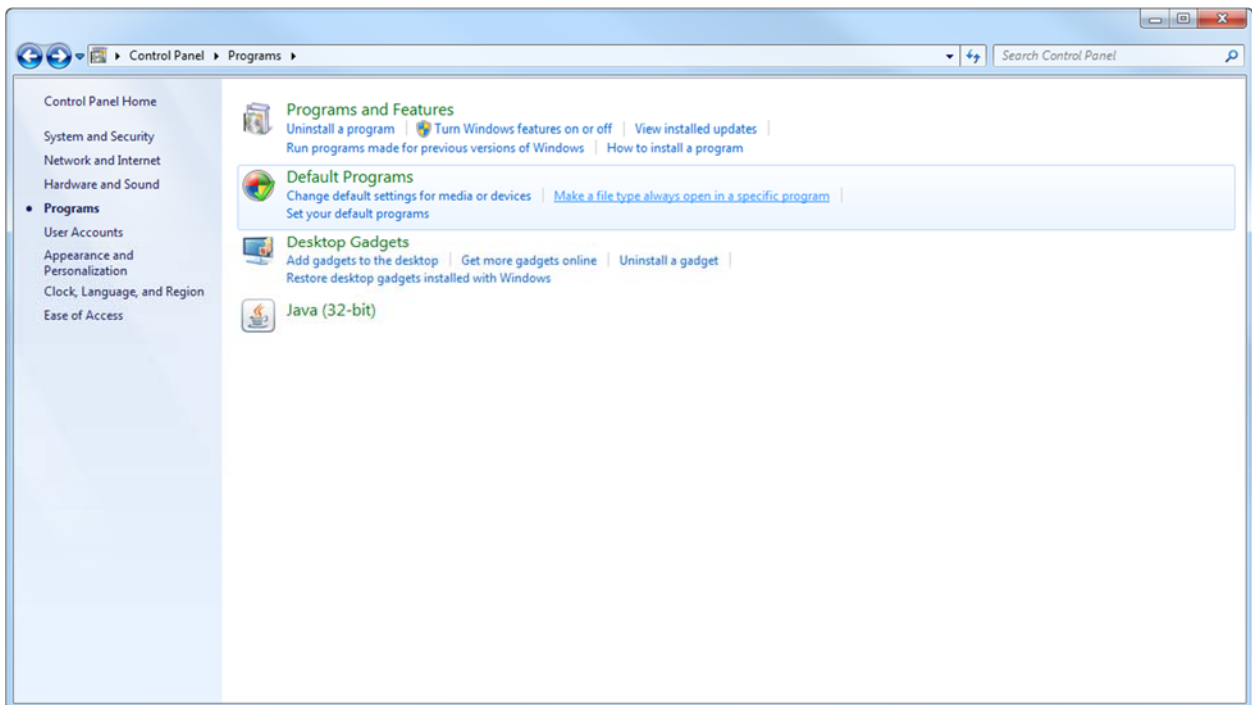 Control Panel Programs
Search Control Panel
Control Panel Home
System and Security
Network and Internet
Hardware and Sound
Programs
User Accounts
Appearance and
Personalization
Clock, Language, and Region
Ease of Access
Programs and Features
Uninstall a program Turn Windows features on or off View installed updates
Run programs made for previous versions of Windows How to install a program
Default Programs
Change default settings for media or devices Make a file type always open in a specific program
Set your default programs
Desktop Gadgets
Add gadgets to the desktop Get more gadgets online Uninstall a gadget
Restore desktop gadgets installed with Windows
Java (32-bit)